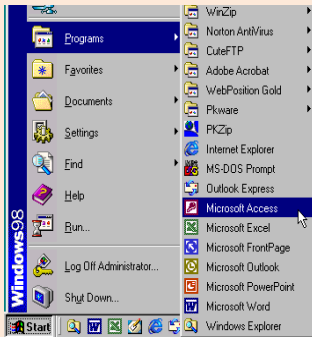 Programs
Favorites
Documents
Settings
Find
Help
Run...
Log Off Administrator...
Shut Down...
Windows98
Start
WinZip
Norton AntiVirus
CuteFTP
Adobe Acrobat
WebPosition Gold
Pkware
PKZip
Internet Explorer
MS-DOS Prompt
Outlook Express
Microsoft Access
Microsoft Excel
Microsoft FrontPage
Microsoft Outlook
Microsoft PowerPoint
Microsoft Word
Windows Explorer